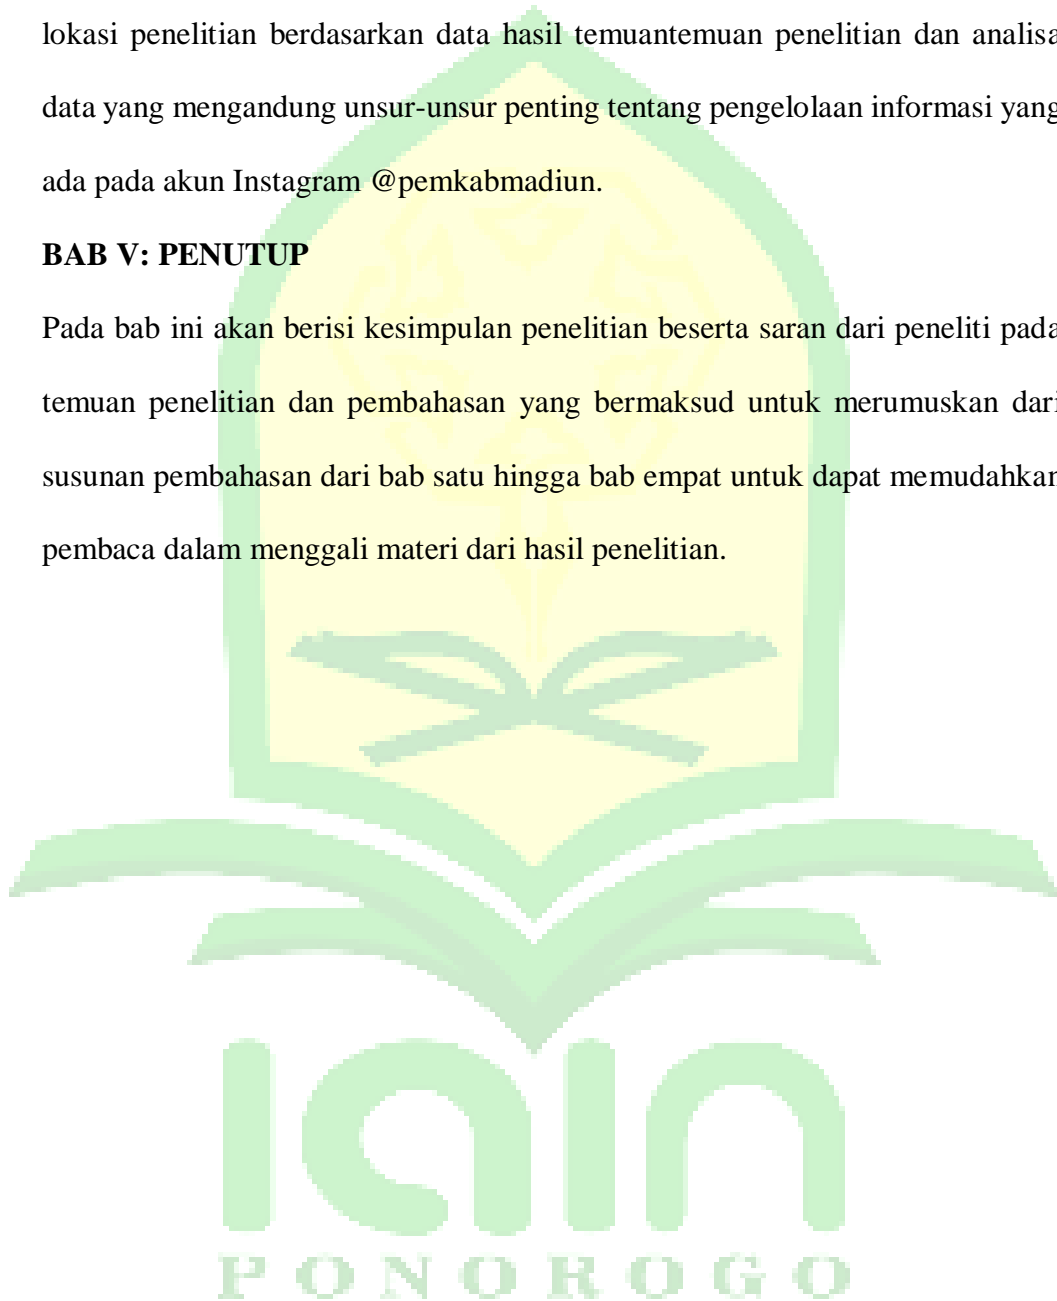 lokasi penelitian berdasarkan data hasil temuantemuan penelitian dan analisa
data yang mengandung unsur-unsur penting tentang pengelolaan informasi yang
ada pada akun Instagram @pemkabmadiun.
BAB V: PENUTUP
Pada bab ini akan berisi kesimpulan penelitian beserta saran dari peneliti pada
temuan penelitian dan pembahasan yang bermaksud untuk merumuskan dari
susunan pembahasan dari bab satu hingga bab empat untuk dapat memudahkan
pembaca dalam menggali materi dari hasil penelitian.
iain
PONOROGO